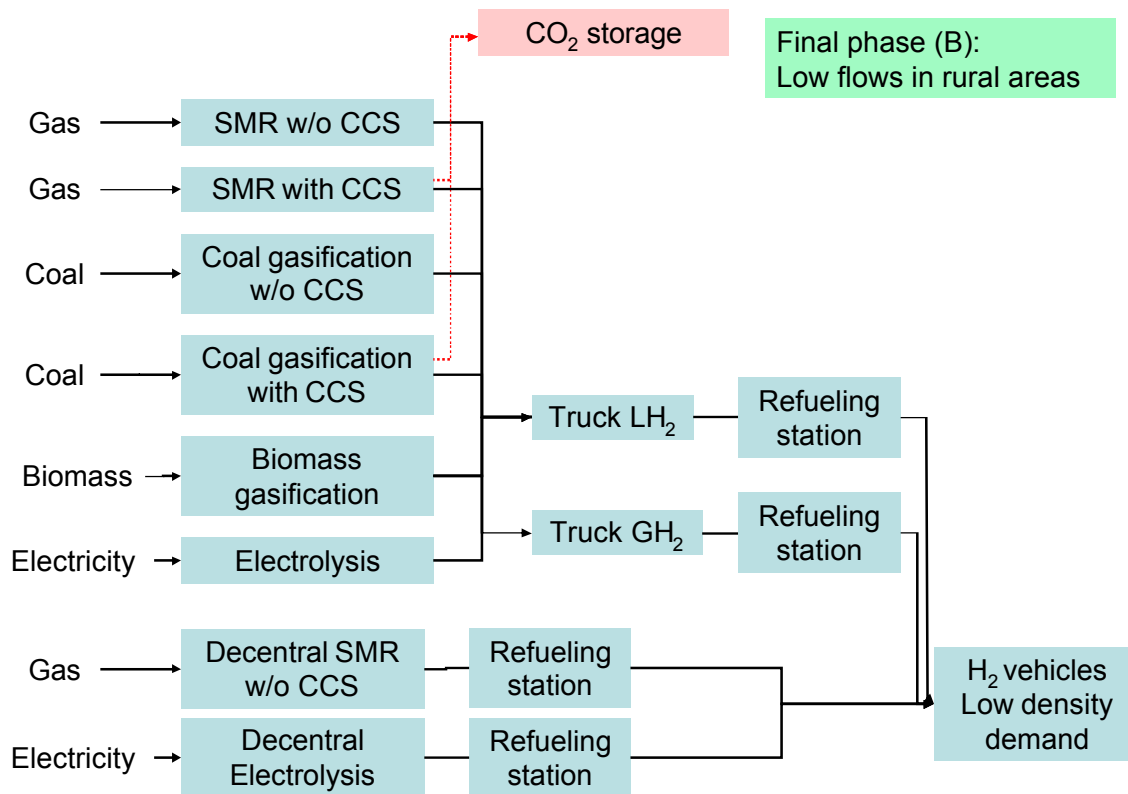 CO₂ storage
Final phase (B):
Low flows in rural areas
Gas
SMR w/o CCS
Gas
SMR with CCS
Coal
Coal gasification
w/o CCS
Coal
Coal gasification
with CCS
Truck LH₂
Refueling
station
Biomass
Biomass
gasification
Truck GH₂
Refueling
station
Electricity
Electrolysis
Gas
Decentral SMR
w/o CCS
Refueling
station
H₂ vehicles
Low density
demand
Electricity
Decentral
Electrolysis
Refueling
station